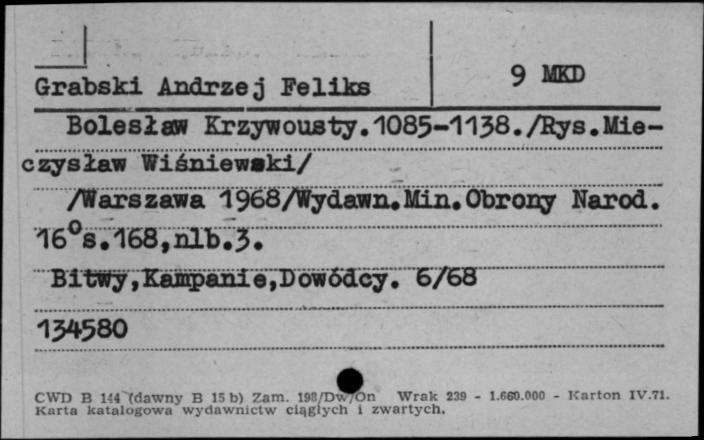 Grabski Andrzej Feliks
9 MKD
Bolesław Krzywousty.1085-1138./Rys.Mie-
czysław Wiśniewski/
/Warszawa 1968/Wydawn.Min.Obrony Narod.
16°s.168,nlb.3.
Bitwy,Kampanie,Dowódcy. 6/68
134580
CWD B 144 (dawny B 15 b) Zam. 198/Dw/On Wrak 239 - 1.660.000 - Karton IV.71.
Karta katalogowa wydawnictw ciągłych i zwartych.